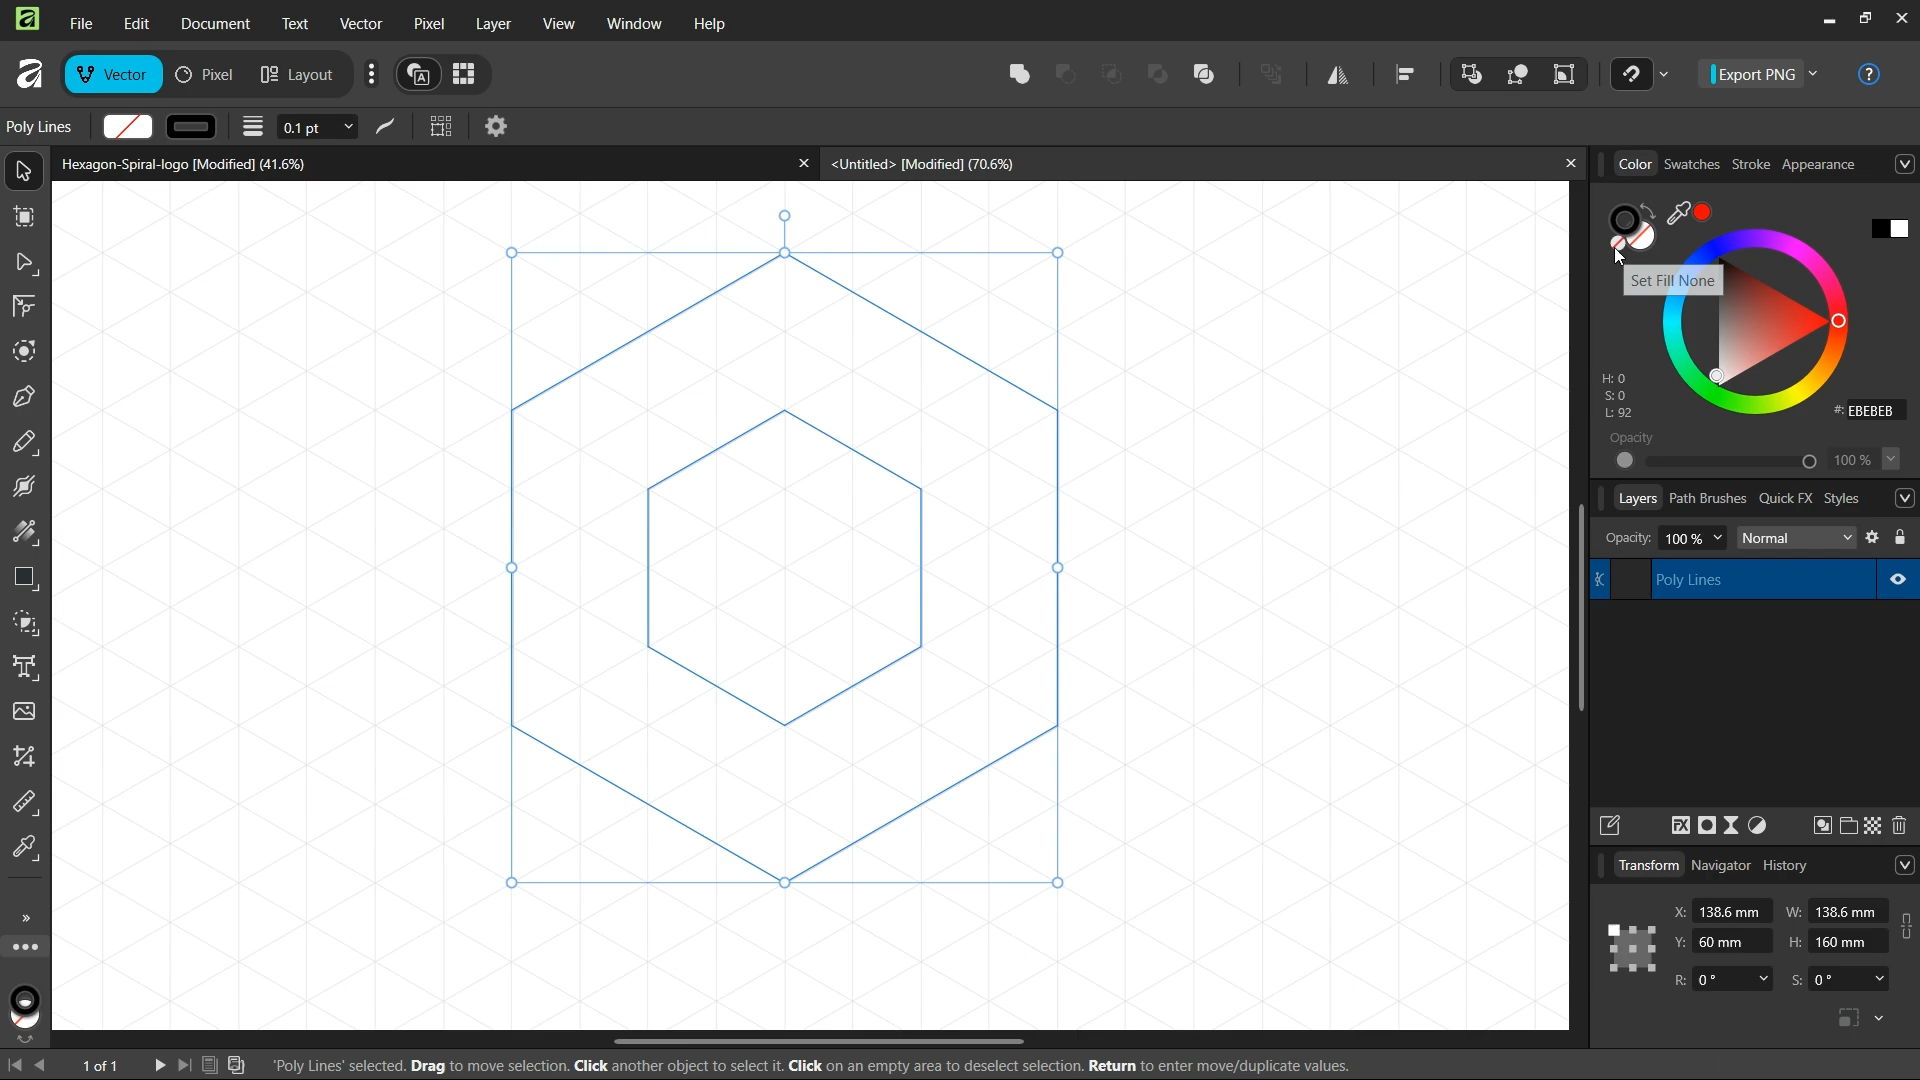 File Edit Document Text Vector Pixel Layer View Window Help
Vector Pixel Layout Export PNG ?
Poly Lines 0.1 pt
Hexagon-Spiral-logo [Modified] (41.6%) <Untitled> [Modified] (70.6%)
Color Swatches Stroke Appearance
Set Fill None
H: 0
S: 0
L: 92
#: EBEBEB
Opacity
100 %
Layers Path Brushes Quick FX Styles
Opacity: 100 % Normal
Poly Lines
FX
Transform Navigator History
X: 138.6 mm W: 138.6 mm
Y: 60 mm H: 160 mm
R: 0 ° S: 0 °
1 of 1 'Poly Lines' selected. Drag to move selection. Click another object to select it. Click on an empty area to deselect selection. Return to enter move/duplicate values.